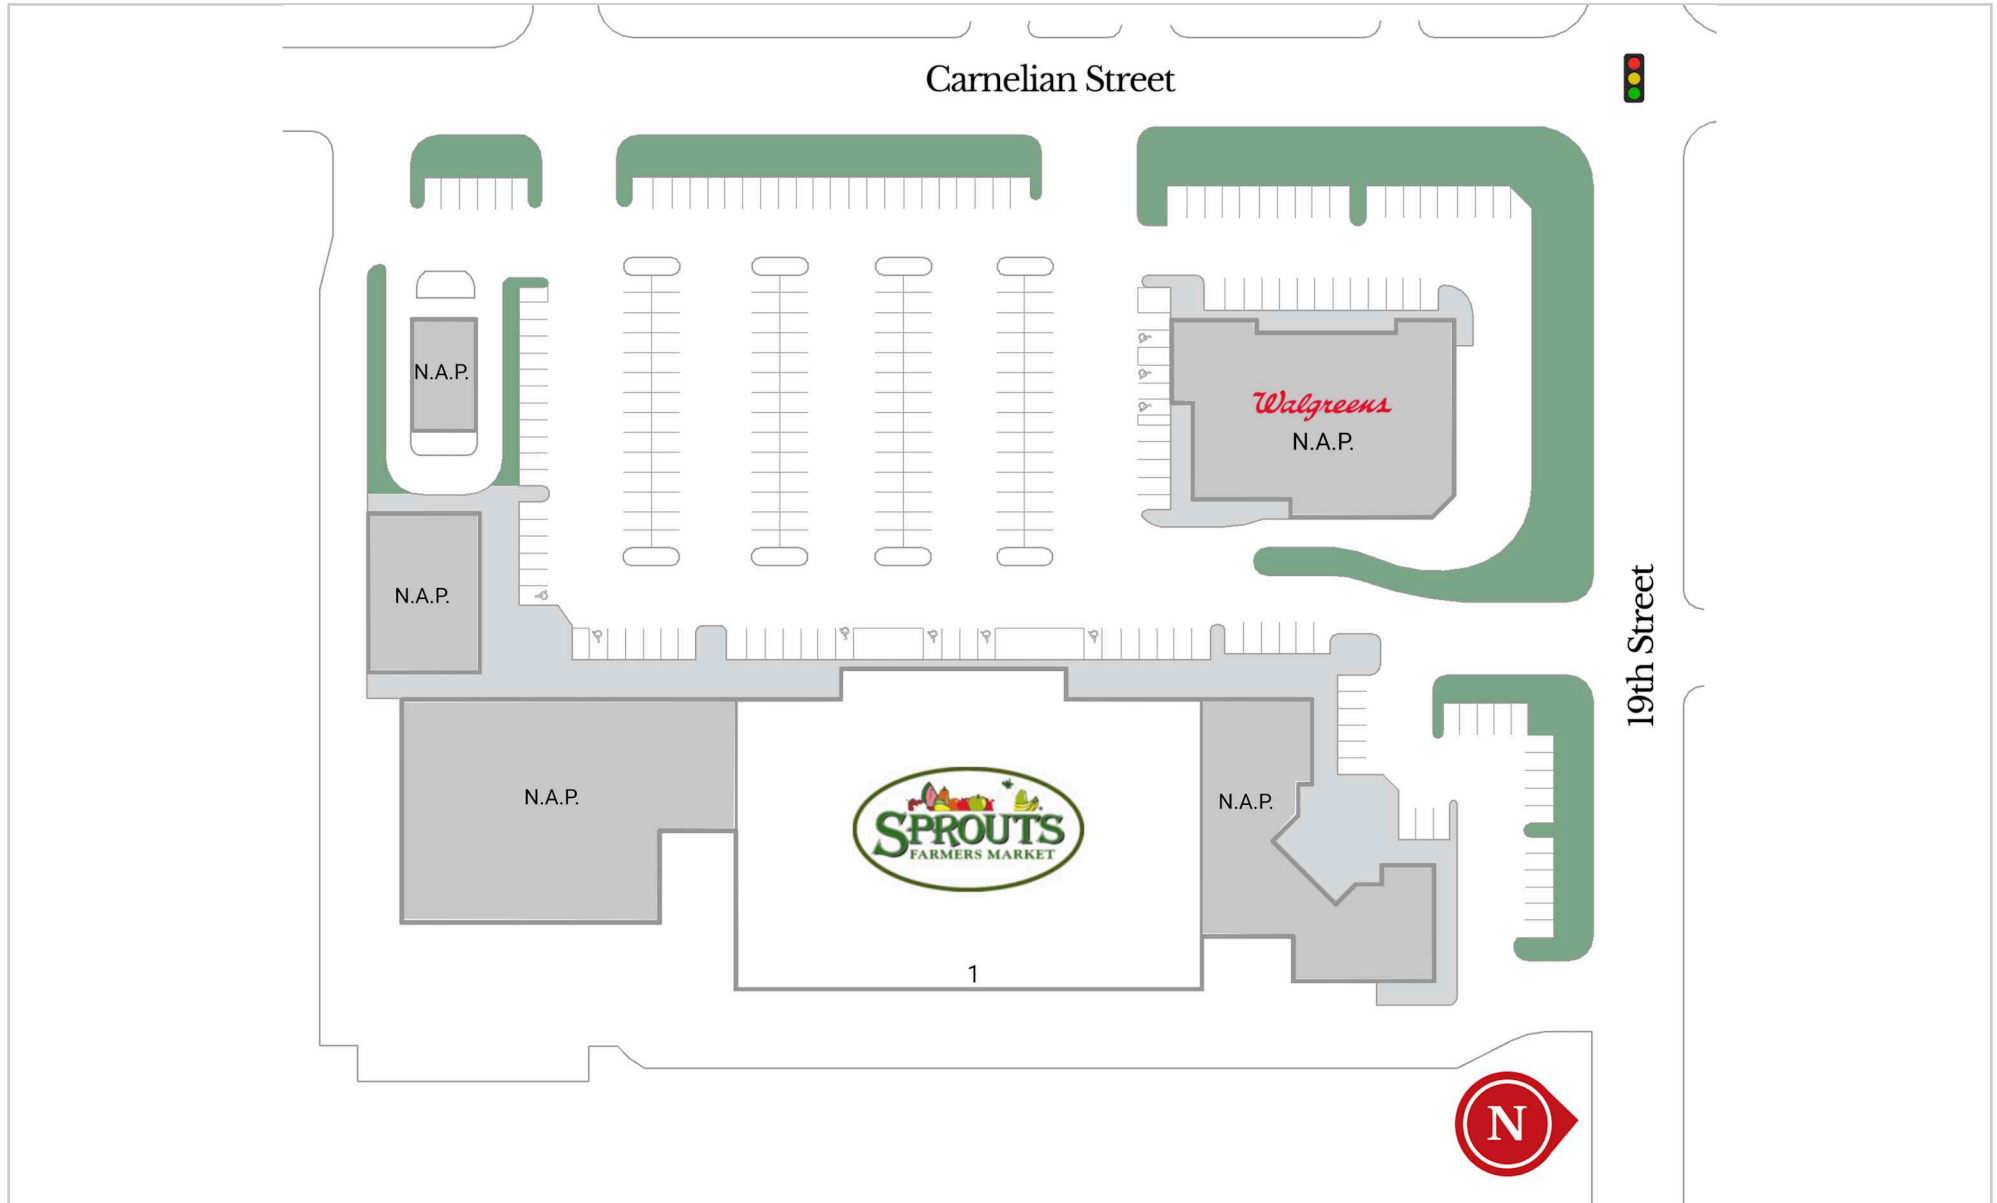 Carnelian Street
N.A.P.
Walgreens
N.A.P.
N.A.P.
19th Street
N.A.P.
SPROUTS
FARMERS MARKET
N.A.P.
1
N